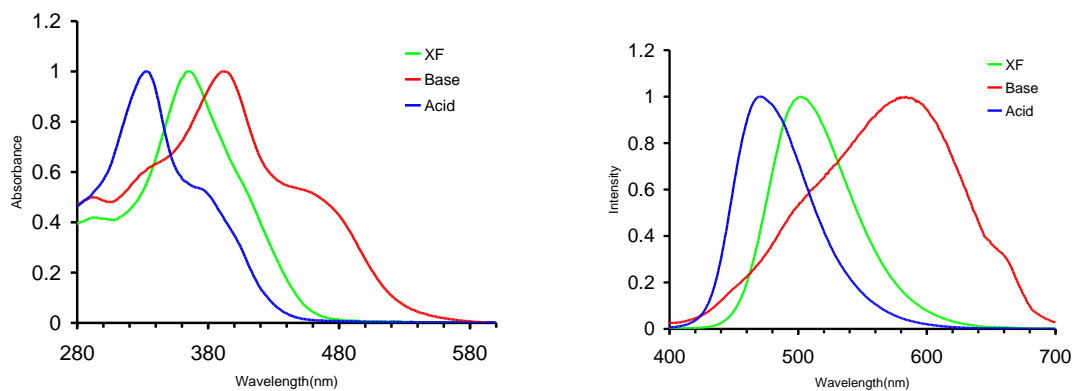 1.2
1
0.8
0.6
0.4
0.2
0
280 380 480 580
Absorbance
Wavelength(nm)
XF
Base
Acid
1.2
1
0.8
0.6
0.4
0.2
0
400 500 600 700
Intensity
Wavelength(nm)
XF
Base
Acid